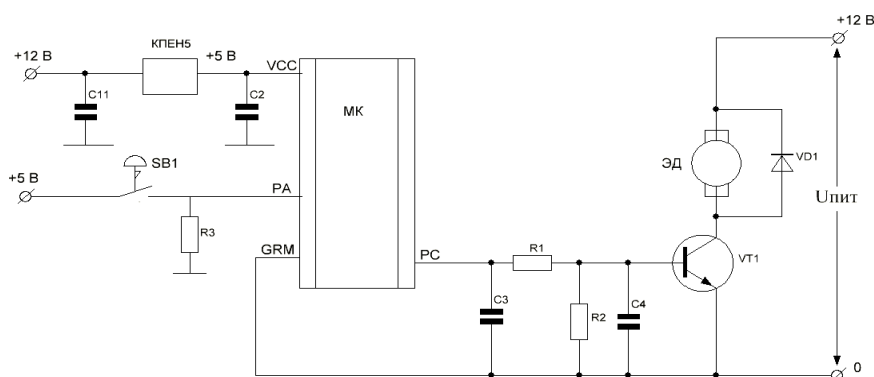 +12 В
КПЕН5
+5 В
VCC
+12 В
C11
C2
МК
SB1
ЭД
VD1
Uпит
+5 В
PA
R3
GRM
PC
R1
VT1
C3
R2
C4
0